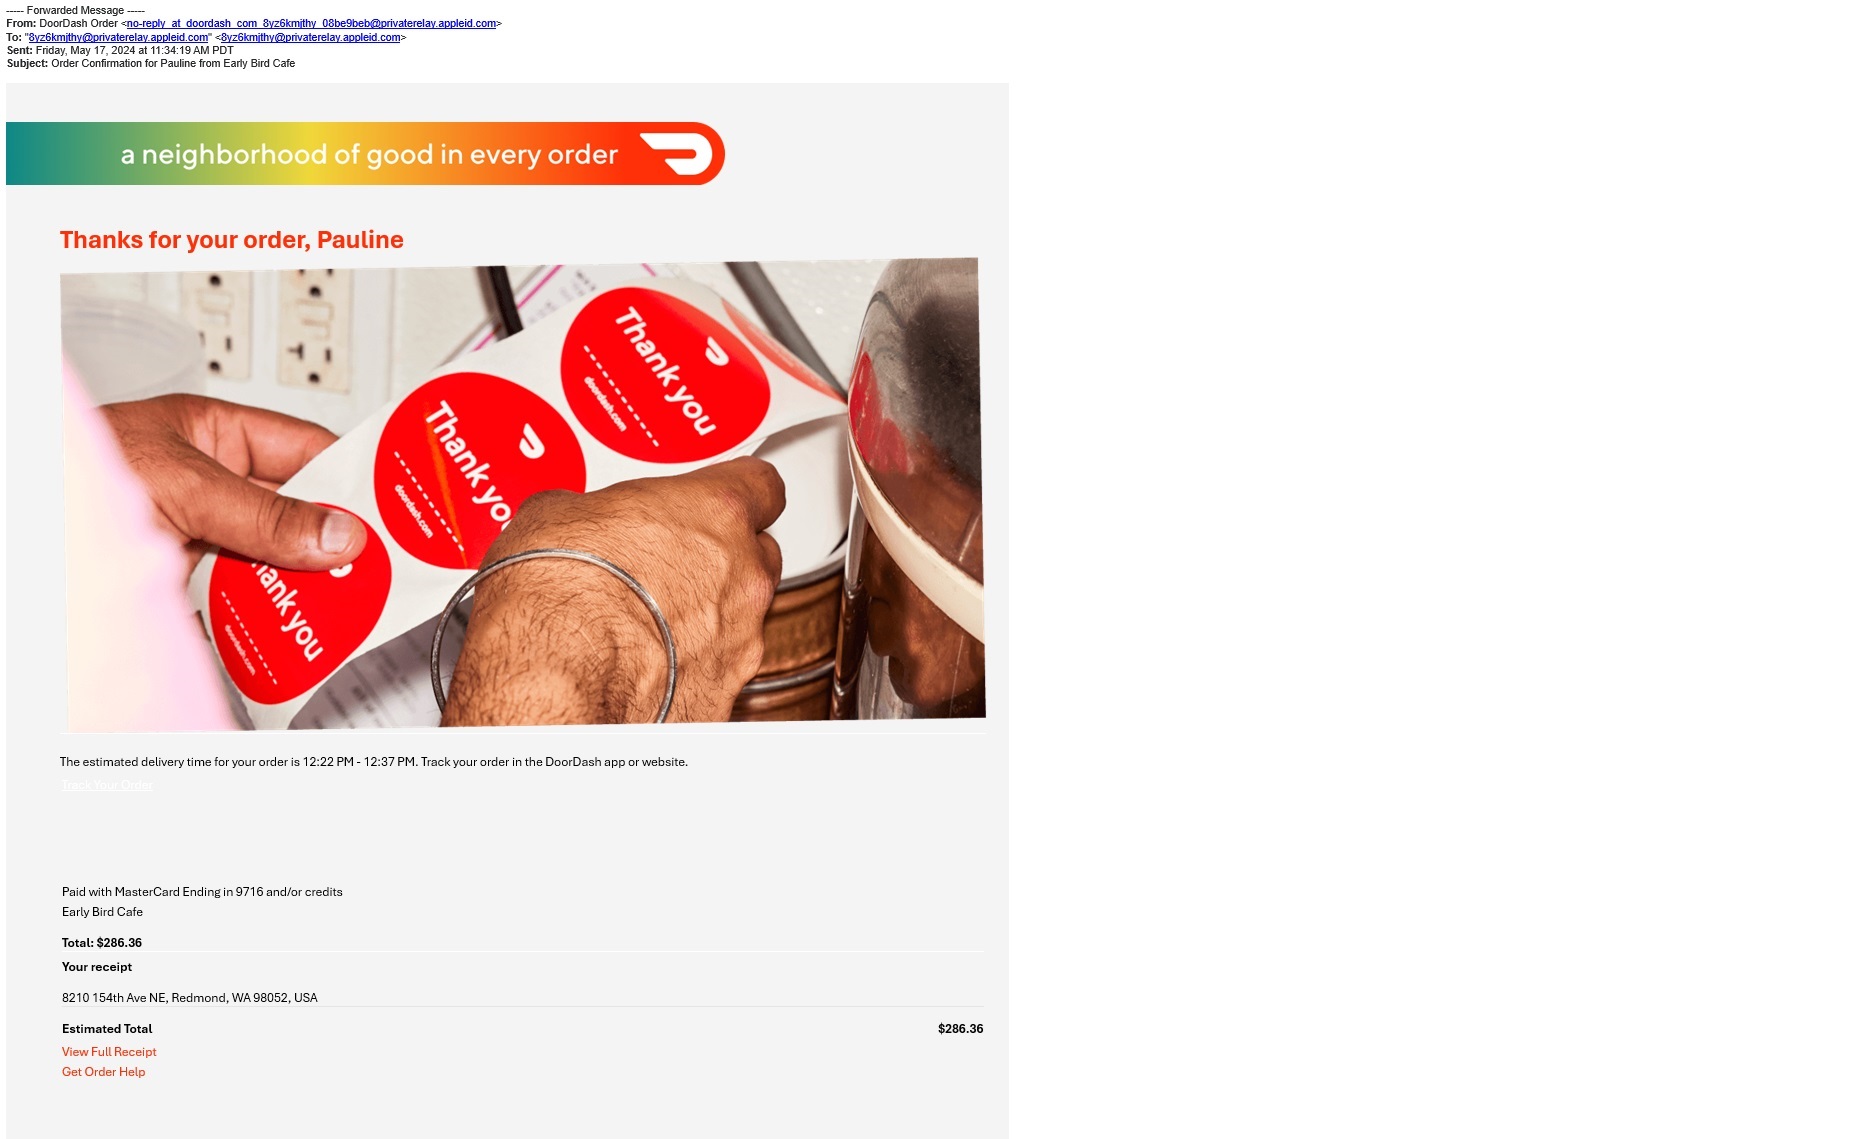 ----- Forwarded Message -----
From: DoorDash Order <no-reply_at_doordash_com_8yz6kmjthy_08be9beb@privaterelay.appleid.com>
To: "8yz6kmjthy@privaterelay.appleid.com" <8yz6kmjthy@privaterelay.appleid.com>
Sent: Friday, May 17, 2024 at 11:34:19 AM PDT
Subject: Order Confirmation for Pauline from Early Bird Cafe
a neighborhood of good in every order
Thanks for your order, Pauline
Thank you
doordash.com
Thank you
doordash.com
Thank you
doordash.com
The estimated delivery time for your order is 12:22 PM - 12:37 PM. Track your order in the DoorDash app or website.
Track Your Order
Paid with MasterCard Ending in 9716 and/or credits
Early Bird Cafe
Total: $286.36
Your receipt
8210 154th Ave NE, Redmond, WA 98052, USA
Estimated Total $286.36
View Full Receipt
Get Order Help